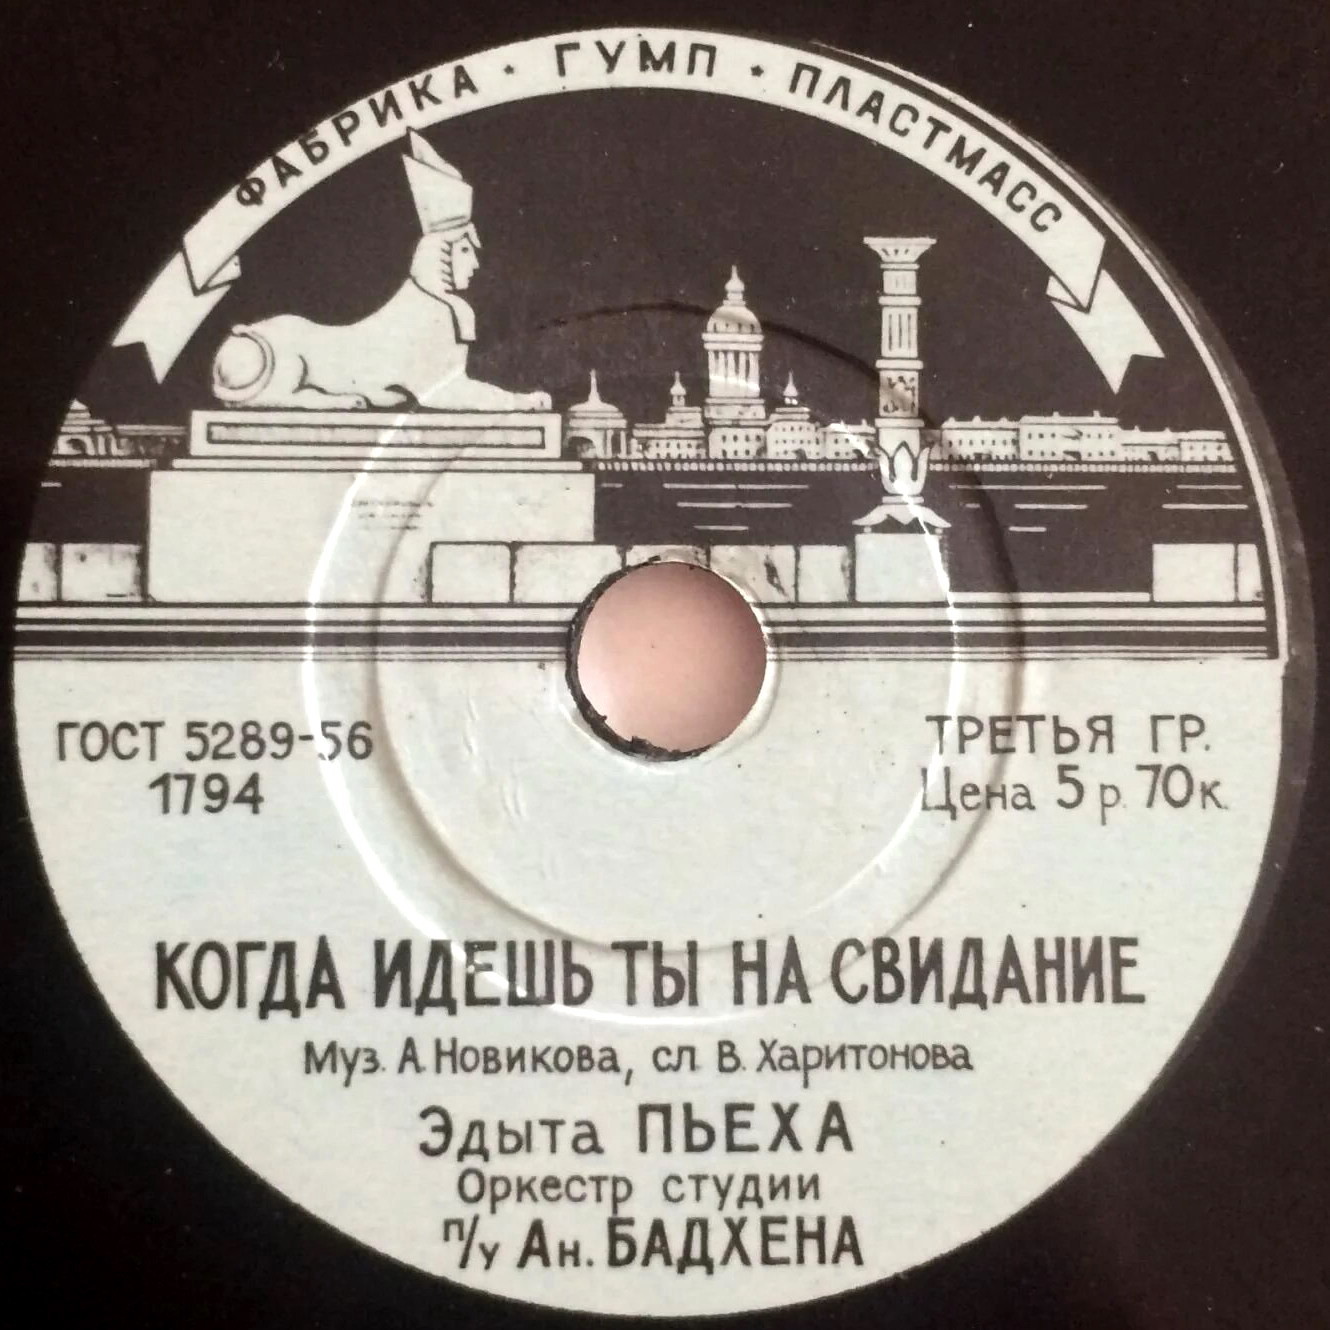 ФАБРИКА · ГУМП · ПЛАСТМАСС
ГОСТ 5289-56
1794
ТРЕТЬЯ ГР.
Цена 5 р. 70 к.
КОГДА ИДЕШЬ ТЫ НА СВИДАНИЕ
Муз. А. Новикова, сл. В. Харитонова
Эдыта ПЬЕХА
Оркестр студии
п/у Ан. БАДХЕНА